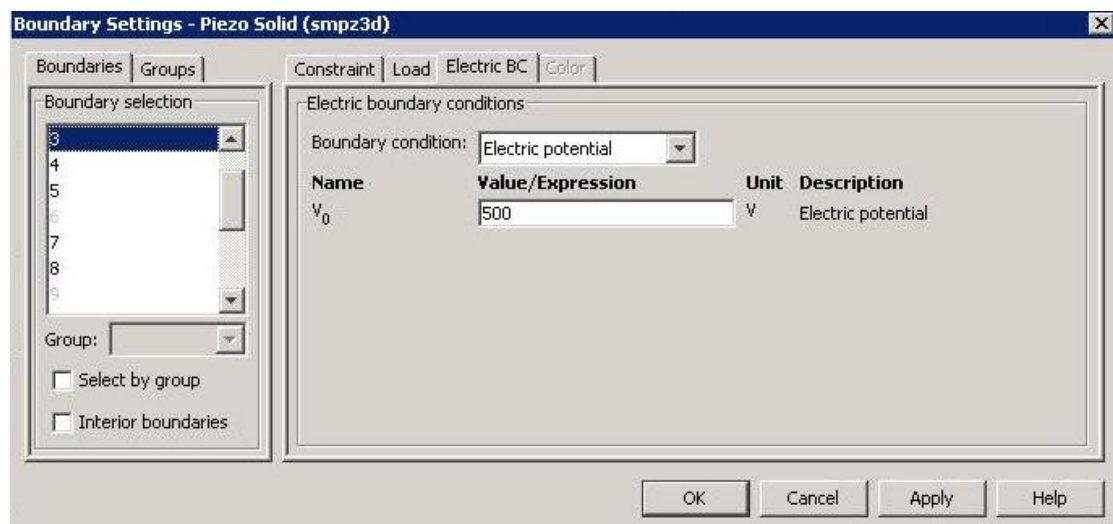 Boundary Settings - Piezo Solid (smpz3d)
Boundaries Groups
Constraint Load Electric BC Color
Boundary selection
3
4
5
6
7
8
9
Group:
Select by group
Interior boundaries
Electric boundary conditions
Boundary condition: Electric potential
Name Value/Expression Unit Description
V0 500 V Electric potential
OK Cancel Apply Help